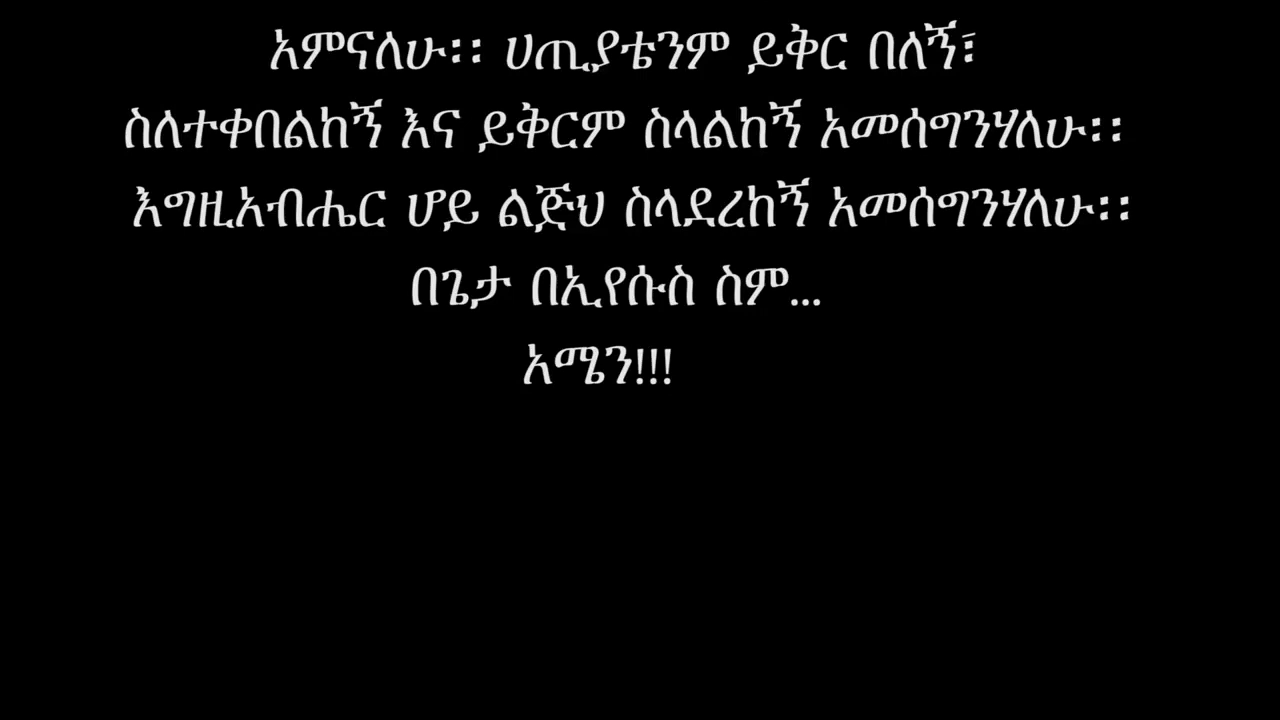 አምናለሁ፡፡ ሀጢያቴንም ይቅር በለኝ፣
ስለተቀበልከኝ እና ይቅርም ስላልከኝ አመሰግንሃለሁ፡፡
እግዚአብሔር ሆይ ልጅህ ስላደረከኝ አመሰግንሃለሁ፡፡
በጌታ በኢየሱስ ስም...
አሜን!!!